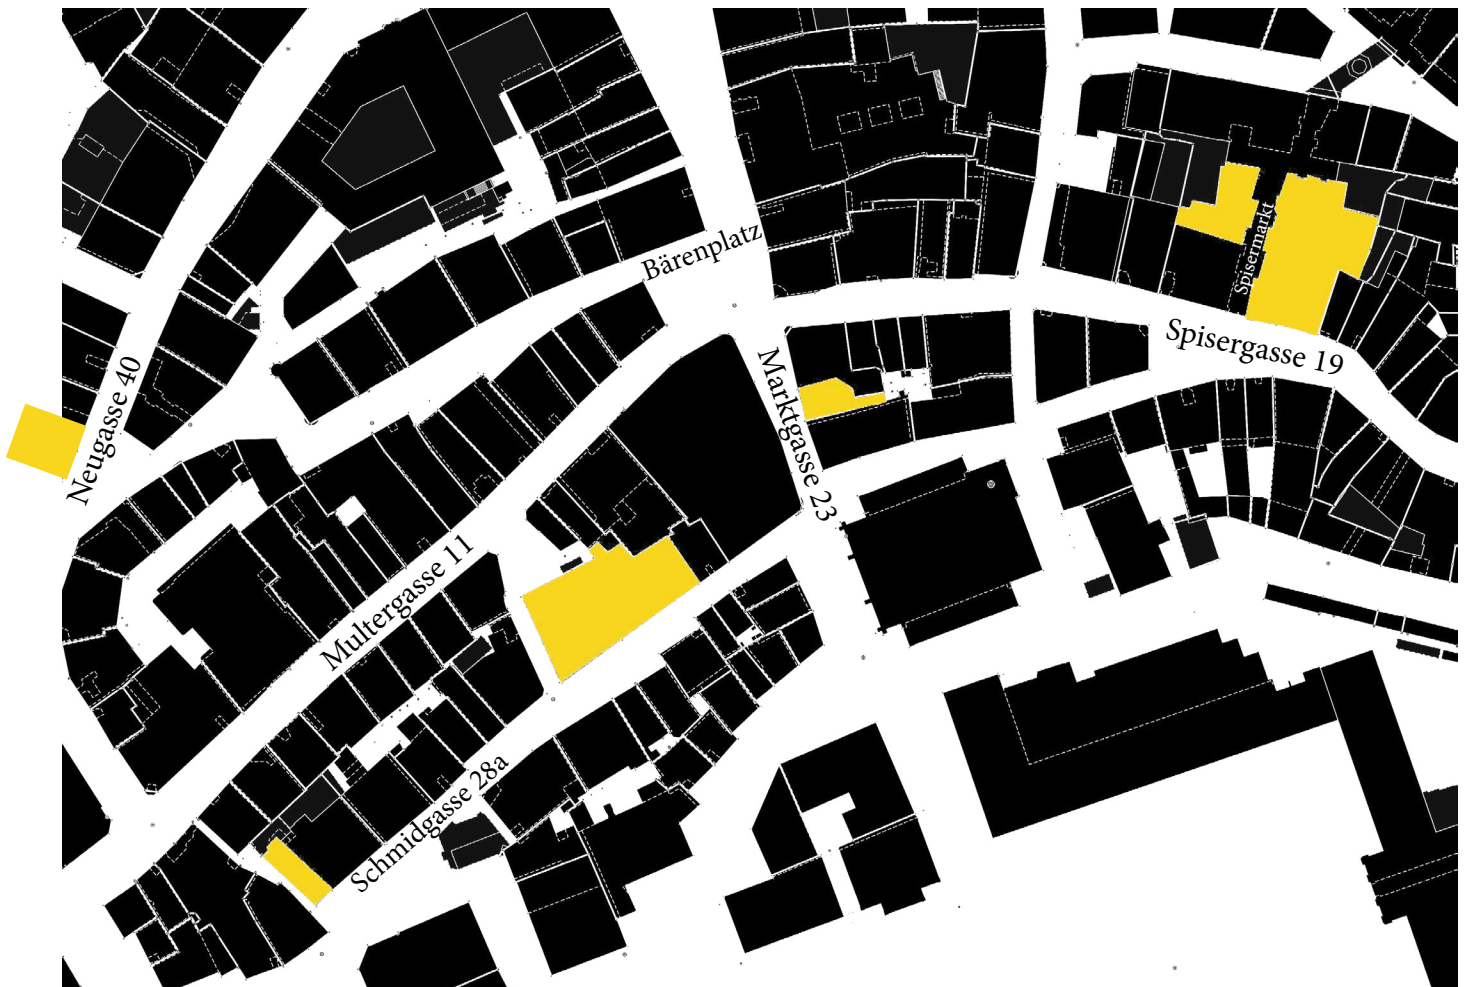 Bärenplatz
Spisermarkt
Spisergasse 19
Neugasse 40
Marktgasse 23
Multergasse 11
Schmidgasse 28a